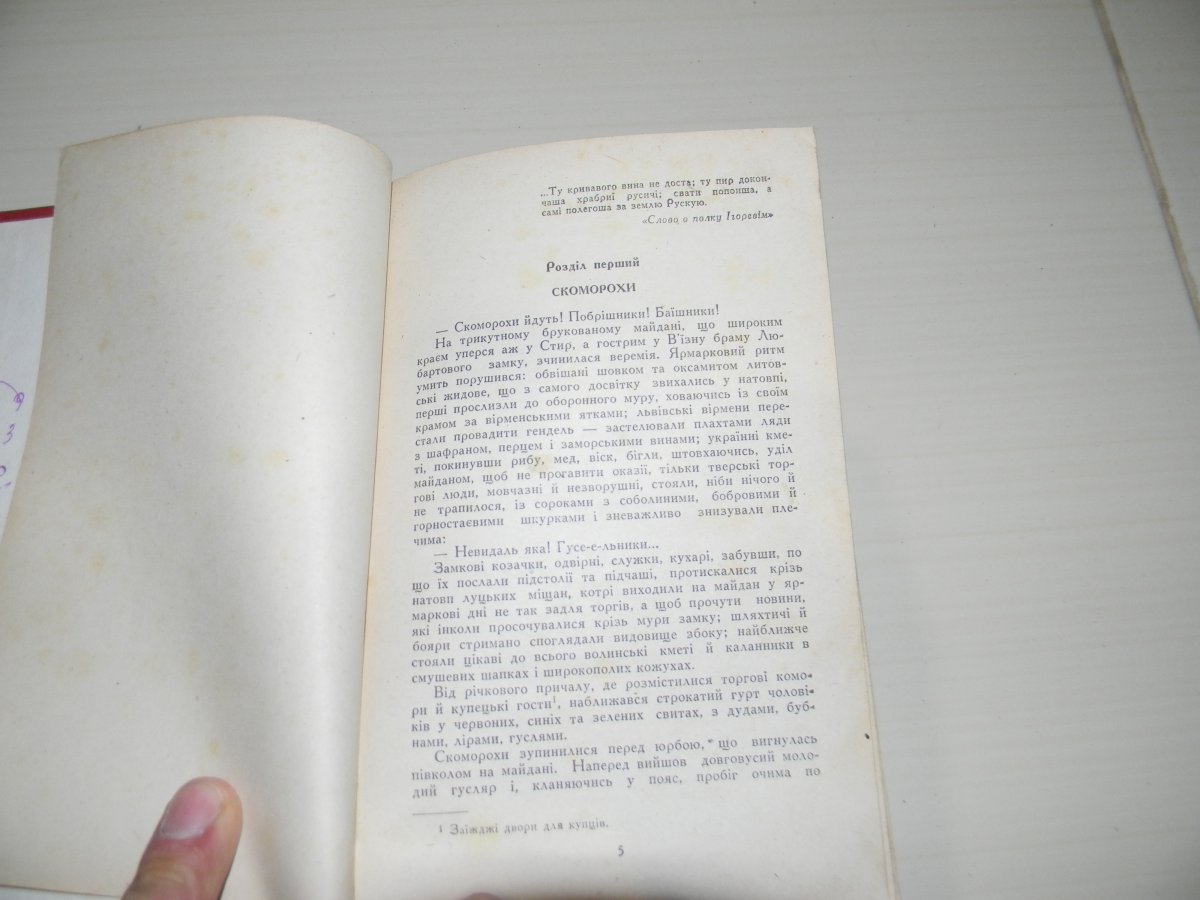 ...Ту кривавого вина не доста; ту пир докон-
чаша храбриї русичі; свати попоиша, а
самі полегоша за землю Рускую.
«Слово о полку Ігоревім»
Розділ перший
СКОМОРОХИ
— Скоморохи йдуть! Побрішники! Баїшники!
На трикутному брукованому майдані, що широким
краєм уперся аж у Стир, а гострим у В'їзну браму Лю-
бартового замку, зчинилася веремія. Ярмарковий ритм
умить порушився: обвішані шовком та оксамитом литов-
ські жидове, що з самого досвітку звихались у натовпі,
перші прослизли до оборонного муру, ховаючись із своїм
крамом за вірменськими ятками; львівські вірмени пере-
стали провадити гендель — застелювали плахтами ляди
з шафраном, перцем і заморськими винами; українні кме-
ті, покинувши рибу, мед, віск, бігли, штовхаючись, уділ
майданом, щоб не прогавити оказії, тільки тверські тор-
гові люди, мовчазні й незворушні, стояли, ніби нічого й
не трапилося, із сороками з соболиними, бобровими й
горностаєвими шкурками і зневажливо знизували пле-
чима:
— Невидаль яка! Гусе-е-льники...
Замкові козачки, одвірні, служки, кухарі, забувши, по
що їх послали підстолії та підчаші, протискалися крізь
натовп луцьких міщан, котрі виходили на майдан у яр-
маркові дні не так задля торгів, а щоб прочути новини,
які інколи просочувалися крізь мури замку; шляхтичі й
бояри стримано споглядали видовище збоку; найближче
стояли цікаві до всього волинські кметі й каланники в
смушевих шапках і широкополих кожухах.
Від річкового причалу, де розмістилися торгові комо-
ри й купецькі гости¹, наближався строкатий гурт чолові-
ків у червоних, синіх та зелених свитах, з дудами, буб-
нами, лірами, гуслями.
Скоморохи зупинилися перед юрбою, що вигнулась
півколом на майдані. Наперед вийшов довговусий моло-
дий гусляр і, кланяючись у пояс, пробіг очима по
¹ Заїжджі двори для купців.
5